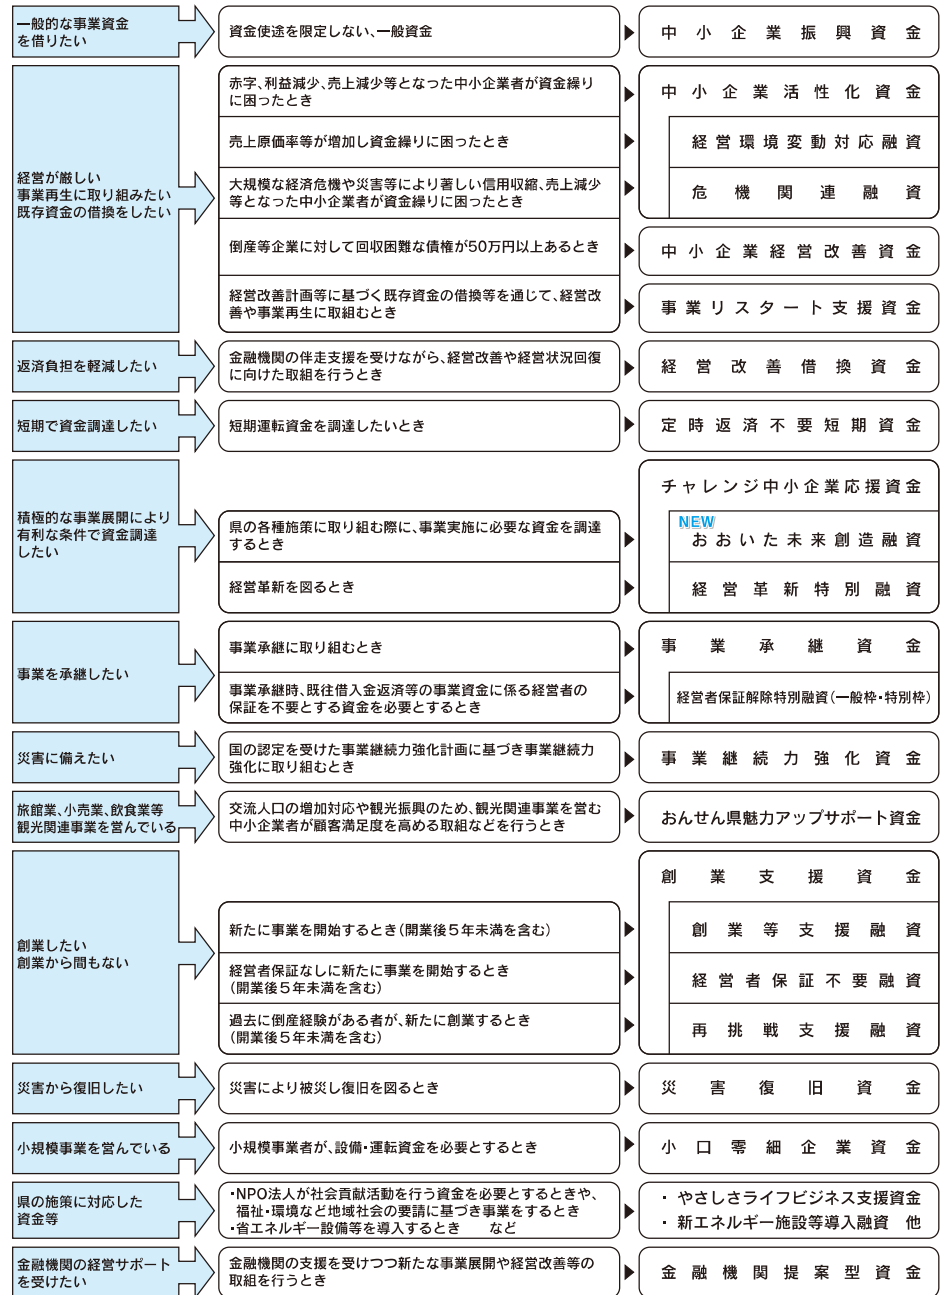 一般的な事業資金
を借りたい
資金使途を限定しない、一般資金
中小企業振興資金
経営が厳しい
事業再生に取り組みたい
既存資金の借換をしたい
赤字、利益減少、売上減少等となった中小企業者が資金繰り
に困ったとき
中小企業活性化資金
売上原価率等が増加し資金繰りに困ったとき
経営環境変動対応融資
大規模な経済危機や災害等により著しい信用収縮、売上減少
等となった中小企業者が資金繰りに困ったとき
危機関連融資
倒産等企業に対して回収困難な債権が50万円以上あるとき
中小企業経営改善資金
経営改善計画等に基づく既存資金の借換等を通じて、経営改
善や事業再生に取組むとき
事業リスタート支援資金
返済負担を軽減したい
金融機関の伴走支援を受けながら、経営改善や経営状況回復
に向けた取組を行うとき
経営改善借換資金
短期で資金調達したい
短期運転資金を調達したいとき
定時返済不要短期資金
積極的な事業展開により
有利な条件で資金調達
したい
チャレンジ中小企業応援資金
県の各種施策に取り組む際に、事業実施に必要な資金を調達
するとき
NEW
おおいた未来創造融資
経営革新を図るとき
経営革新特別融資
事業を承継したい
事業承継に取り組むとき
事業承継資金
事業承継時、既往借入金返済等の事業資金に係る経営者の
保証を不要とする資金を必要とするとき
経営者保証解除特別融資(一般枠・特別枠)
災害に備えたい
国の認定を受けた事業継続力強化計画に基づき事業継続力
強化に取り組むとき
事業継続力強化資金
旅館業、小売業、飲食業等
観光関連事業を営んでいる
交流人口の増加対応や観光振興のため、観光関連事業を営む
中小企業者が顧客満足度を高める取組などを行うとき
おんせん県魅力アップサポート資金
創業したい
創業から間もない
創業支援資金
新たに事業を開始するとき(開業後5年未満を含む)
創業等支援融資
経営者保証なしに新たに事業を開始するとき
(開業後5年未満を含む)
経営者保証不要融資
過去に倒産経験がある者が、新たに創業するとき
(開業後5年未満を含む)
再挑戦支援融資
災害から復旧したい
災害により被災し復旧を図るとき
災害復旧資金
小規模事業を営んでいる
小規模事業者が、設備・運転資金を必要とするとき
小口零細企業資金
県の施策に対応した
資金等
・NPO法人が社会貢献活動を行う資金を必要とするときや、
福祉・環境など地域社会の要請に基づき事業をするとき
・省エネルギー設備等を導入するとき など
・やさしさライフビジネス支援資金
・新エネルギー施設等導入融資 他
金融機関の経営サポート
を受けたい
金融機関の支援を受けつつ新たな事業展開や経営改善等の
取組を行うとき
金融機関提案型資金